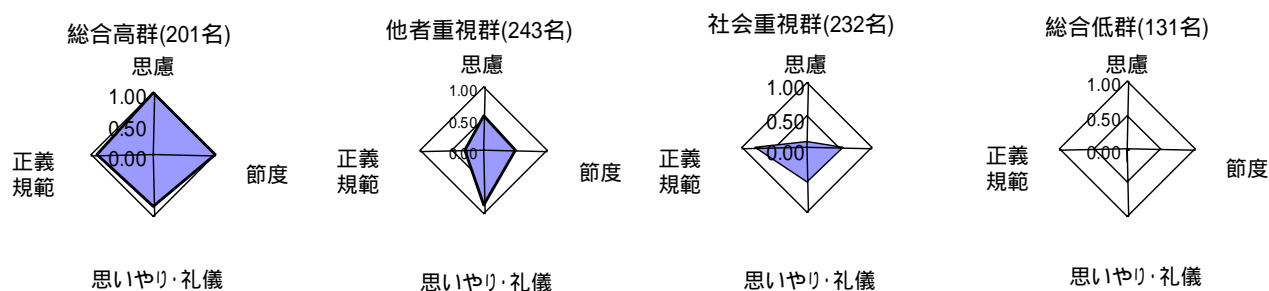 総合高群(201名)
思慮
1.00
0.50
0.00
正義
規範
節度
思いやり･礼儀
他者重視群(243名)
思慮
1.00
0.50
0.00
正義
規範
節度
思いやり･礼儀
社会重視群(232名)
思慮
1.00
0.50
0.00
正義
規範
節度
思いやり･礼儀
総合低群(131名)
思慮
1.00
0.50
0.00
正義
規範
節度
思いやり･礼儀